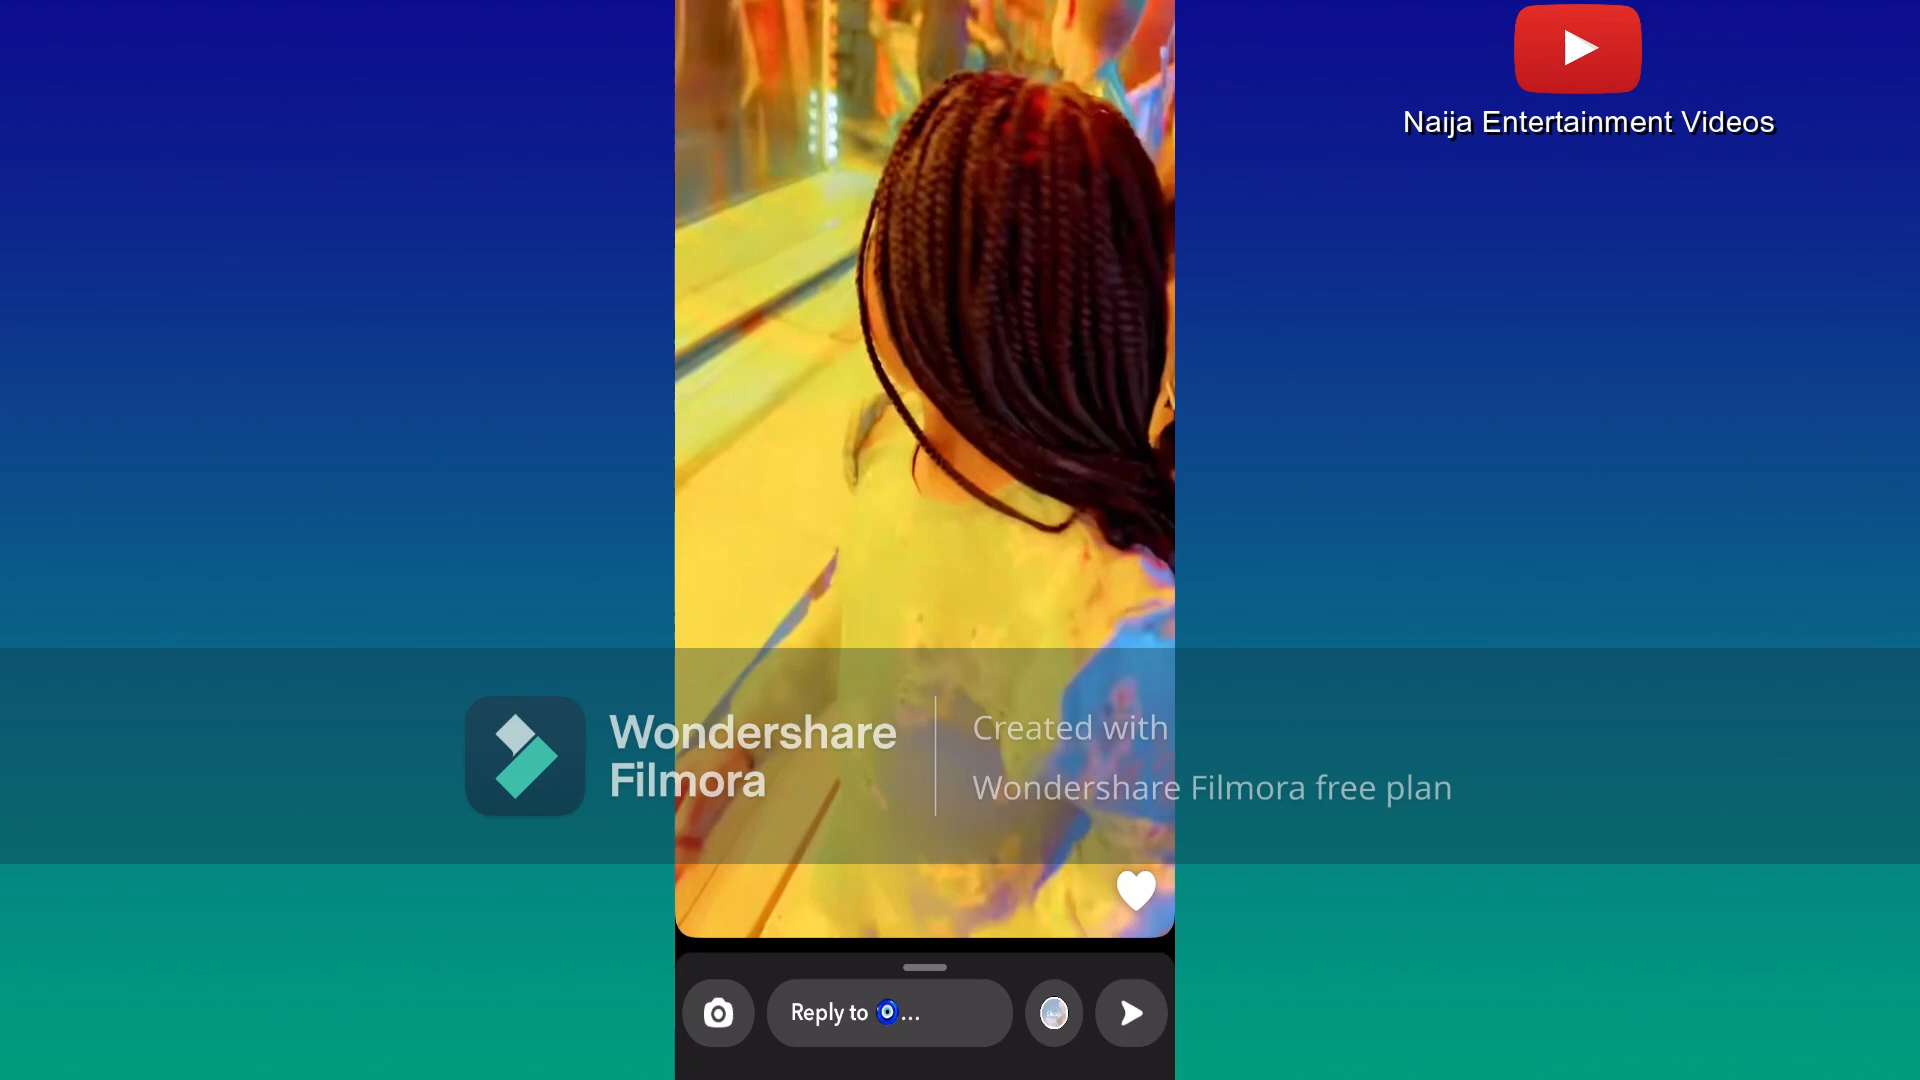 Naija Entertainment Videos
Wondershare
Filmora
Created with
Wondershare Filmora free plan
Reply to 🧿...